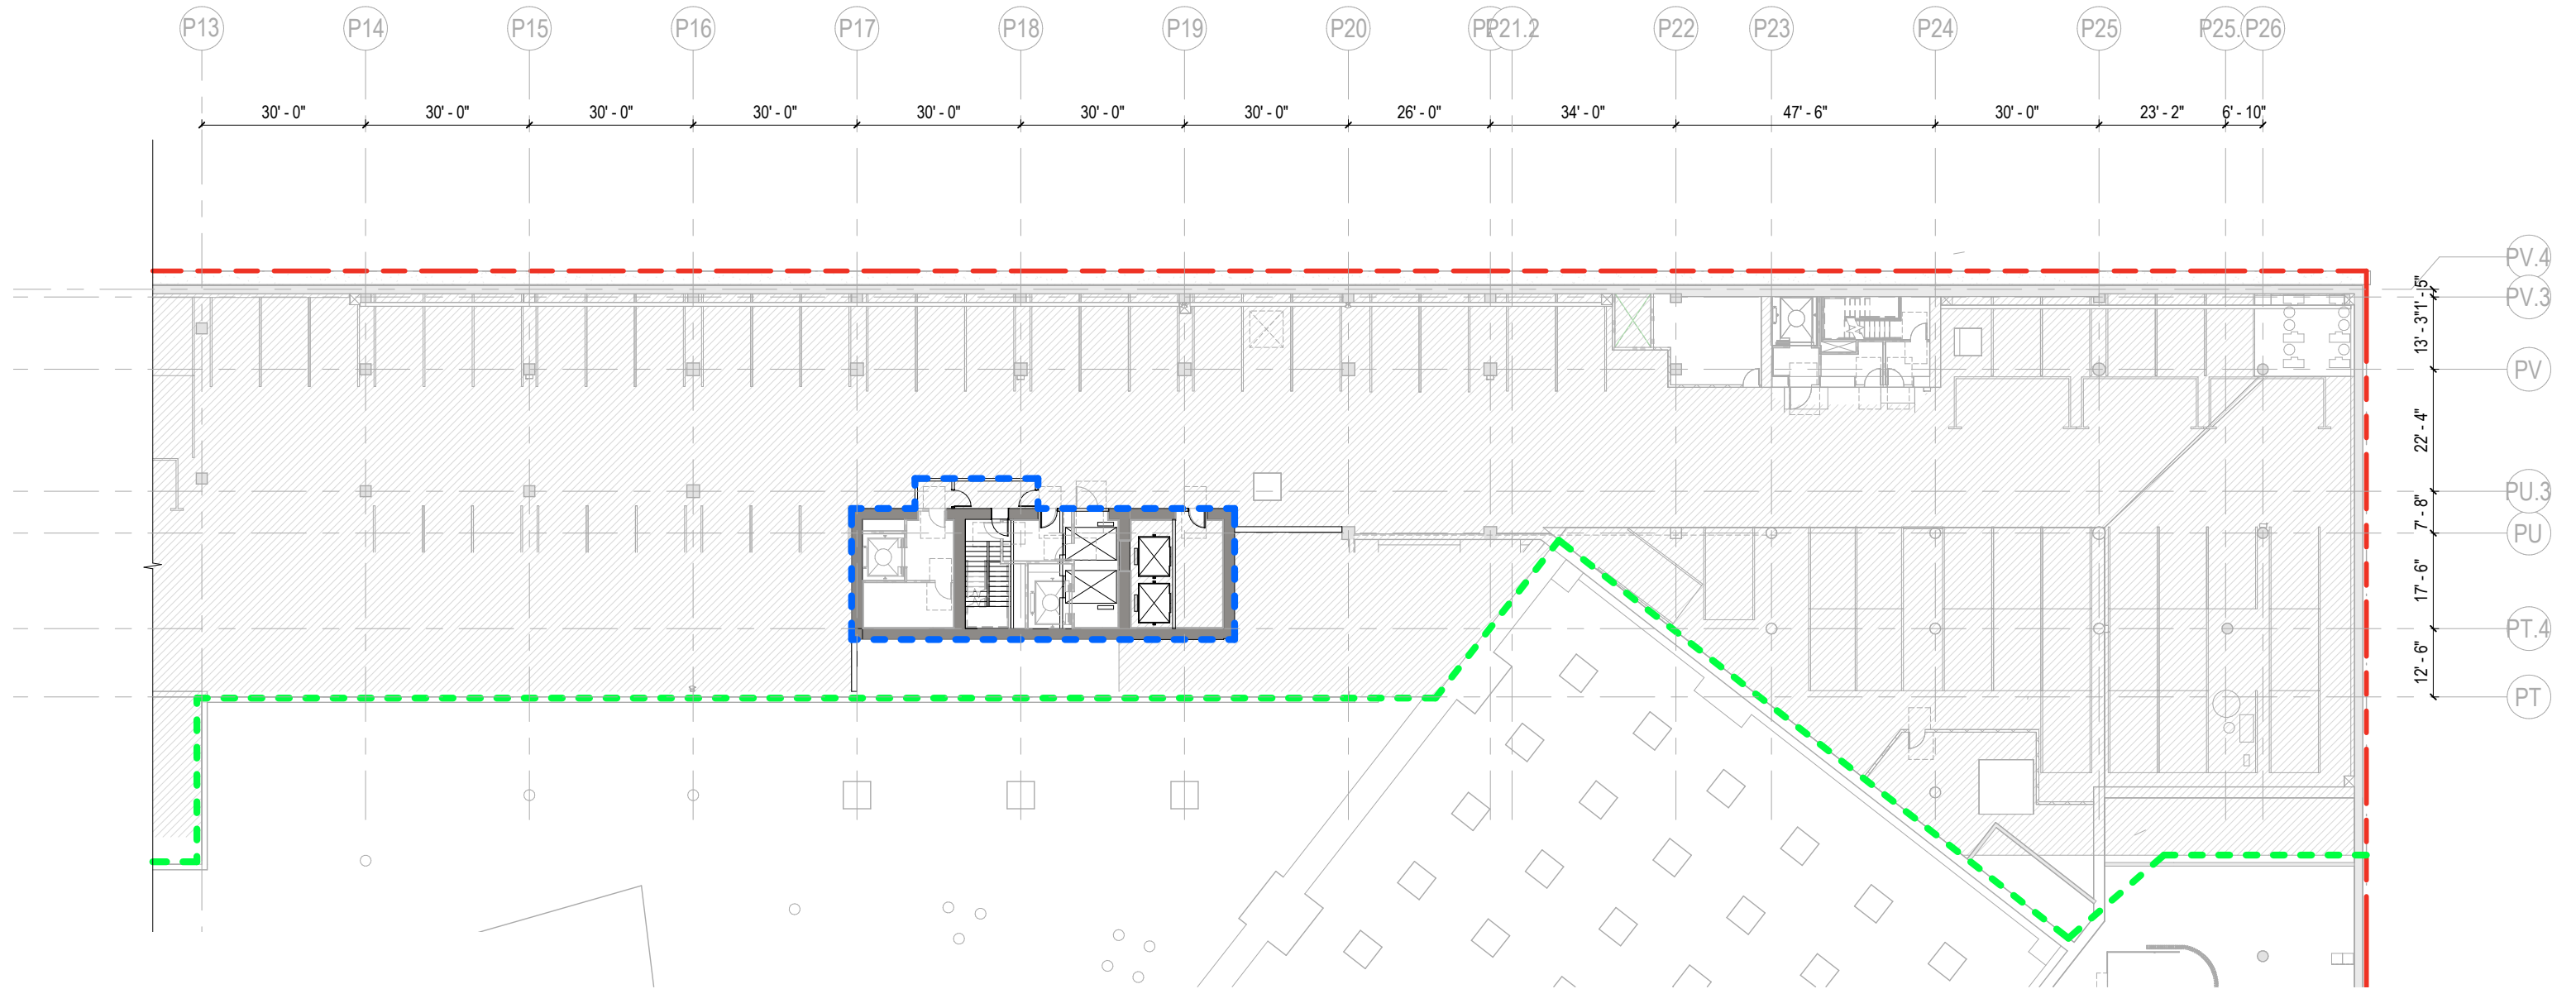 P13 P14 P15 P16 P17 P18 P19 P20 P21.2 P22 P23 P24 P25 P25. P26
30' - 0" 30' - 0" 30' - 0" 30' - 0" 30' - 0" 30' - 0" 30' - 0" 26' - 0" 34' - 0" 47' - 6" 30' - 0" 23' - 2" 6' - 10"
PV.4
1' - 5"
PV.3
13' - 3"
PV
22' - 4"
PU.3
7' - 8"
PU
17' - 6"
PT.4
12' - 6"
PT